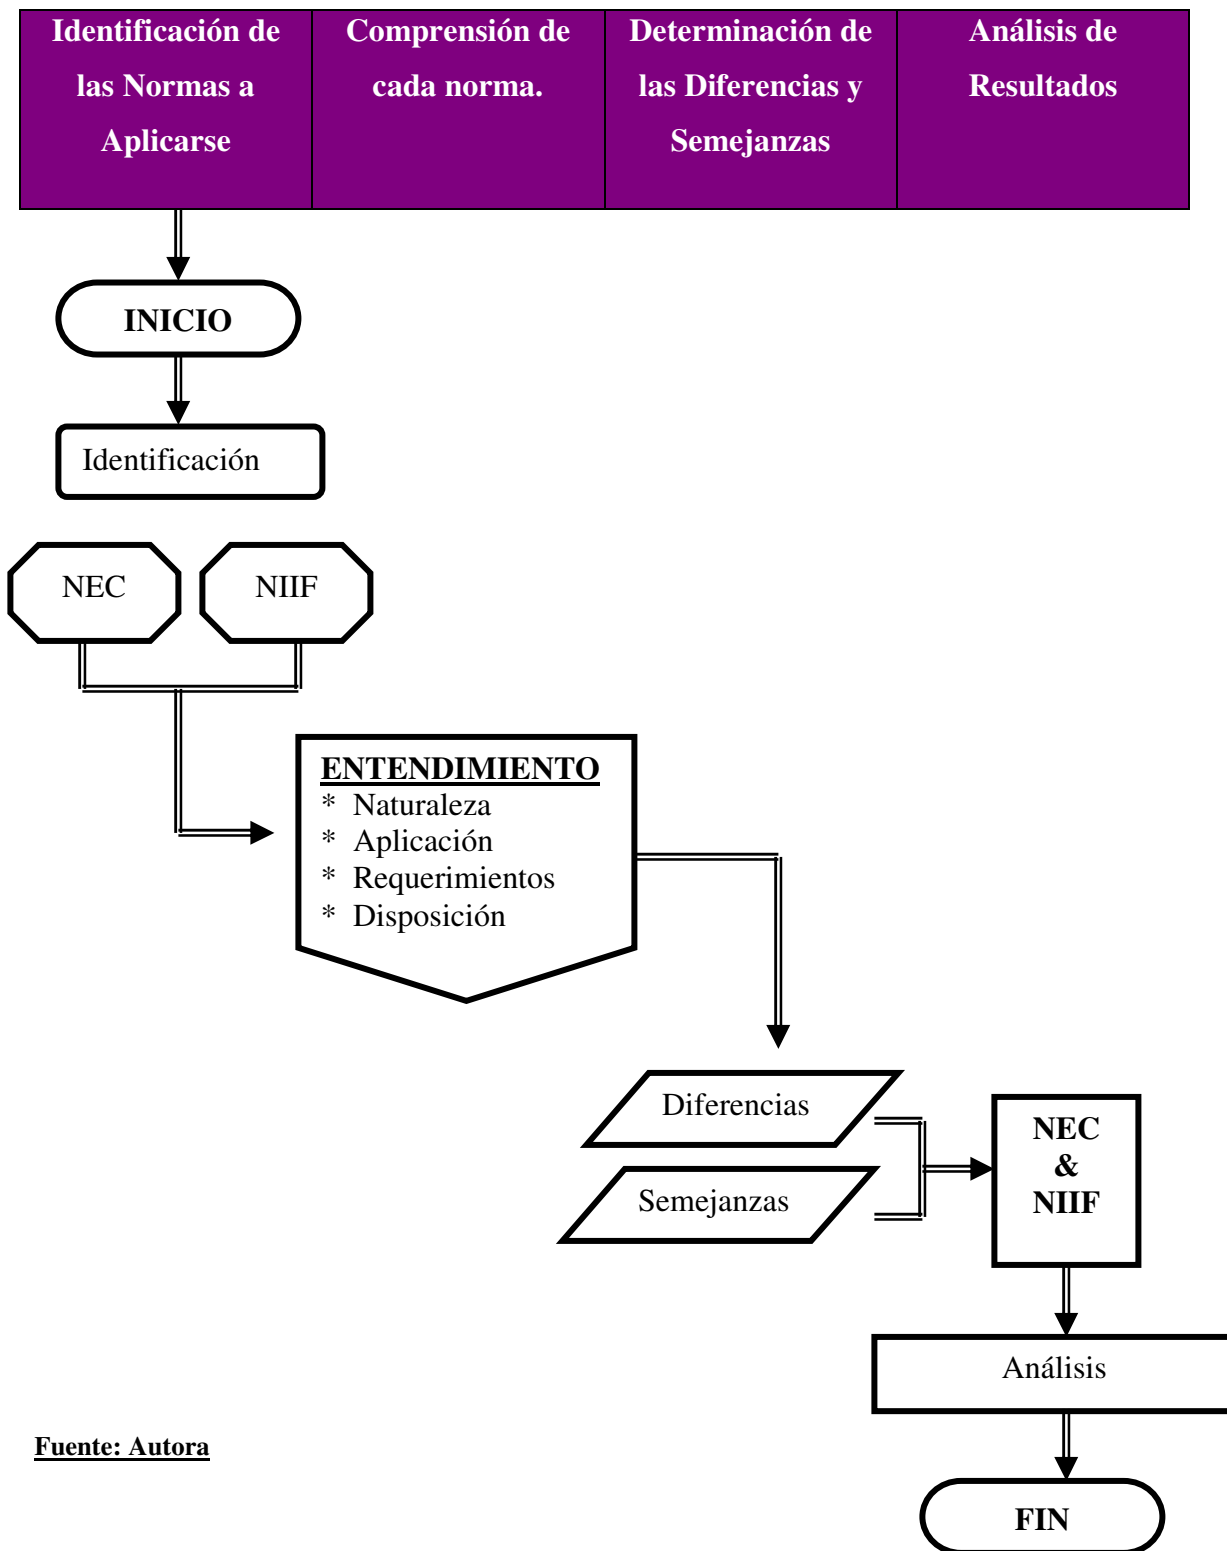 Identificación de
las Normas a
Aplicarse
Comprensión de
cada norma.
Determinación de
las Diferencias y
Semejanzas
Análisis de
Resultados
INICIO
Identificación
NEC
NIIF
ENTENDIMIENTO
* Naturaleza
* Aplicación
* Requerimientos
* Disposición
Diferencias
Semejanzas
NEC
&
NIIF
Análisis
Fuente: Autora
FIN